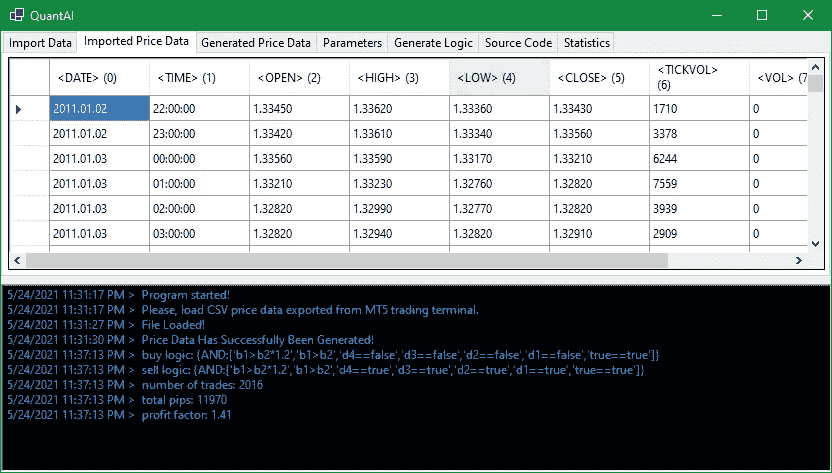 QuantAI
Import Data Imported Price Data Generated Price Data Parameters Generate Logic Source Code Statistics
<DATE> (0) <TIME> (1) <OPEN> (2) <HIGH> (3) <LOW> (4) <CLOSE> (5) <TICKVOL> (6) <VOL> (7
2011.01.02 22:00:00 1.33450 1.33620 1.33360 1.33430 1710 0
2011.01.02 23:00:00 1.33420 1.33610 1.33340 1.33560 3378 0
2011.01.03 00:00:00 1.33560 1.33590 1.33170 1.33210 6244 0
2011.01.03 01:00:00 1.33210 1.33230 1.32760 1.32820 7559 0
2011.01.03 02:00:00 1.32820 1.32990 1.32770 1.32820 3939 0
2011.01.03 03:00:00 1.32820 1.32940 1.32820 1.32910 2909 0
5/24/2021 11:31:17 PM > Program started!
5/24/2021 11:31:17 PM > Please, load CSV price data exported from MT5 trading terminal.
5/24/2021 11:31:27 PM > File Loaded!
5/24/2021 11:31:30 PM > Price Data Has Successfully Been Generated!
5/24/2021 11:37:13 PM > buy logic: {AND:['b1>b2*1.2','b1>b2','d4==false','d3==false','d2==false','d1==false','true==true']}
5/24/2021 11:37:13 PM > sell logic: {AND:['b1>b2*1.2','b1>b2','d4==true','d3==true','d2==true','d1==true','true==true']}
5/24/2021 11:37:13 PM > number of trades: 2016
5/24/2021 11:37:13 PM > total pips: 11970
5/24/2021 11:37:13 PM > profit factor: 1.41